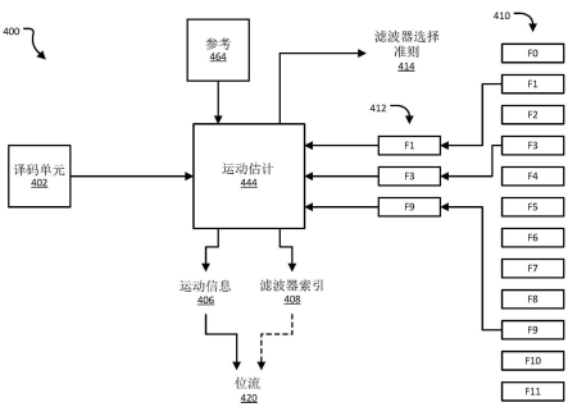 400
参考
464
滤波器选择
准则
414
410
F0
F1
F2
F3
F4
F5
F6
F7
F8
F9
F10
F11
412
F1
F3
F9
译码单元
402
运动估计
444
运动信息
406
滤波器索引
408
位流
420